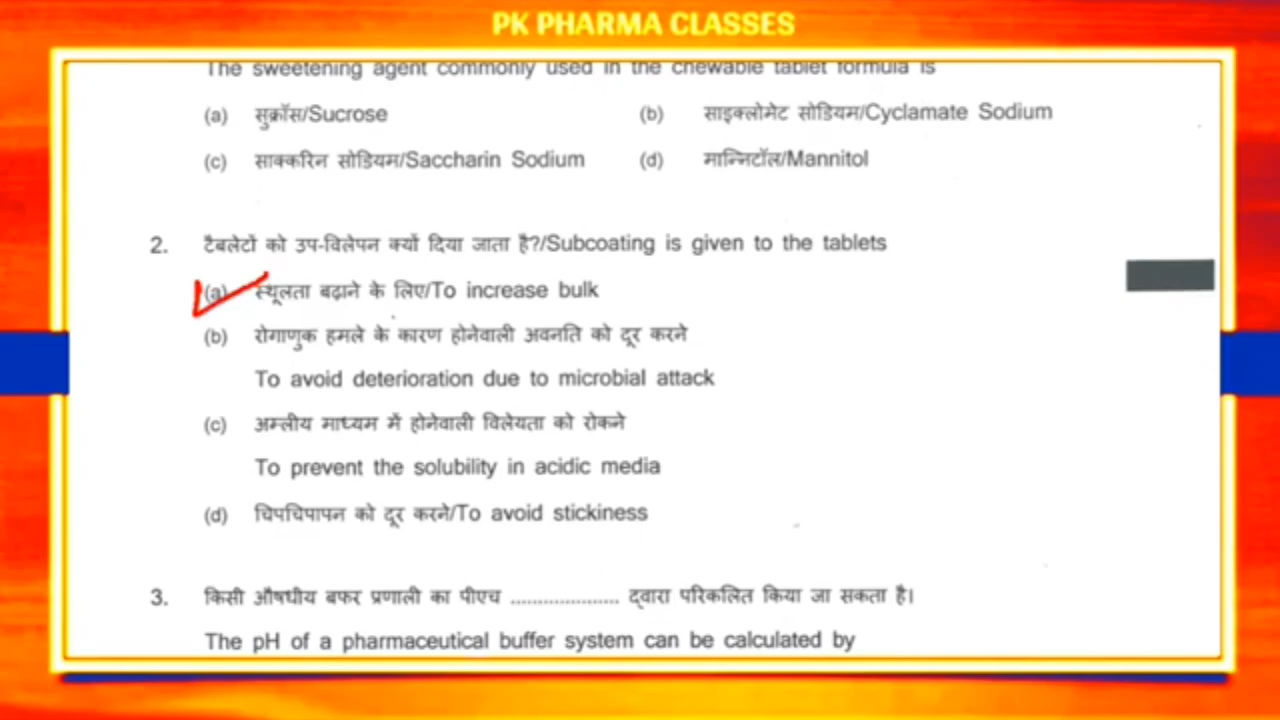 PK PHARMA CLASSES
The sweetening agent commonly used in the chewable tablet formula is
(a) सुक्रॉस/Sucrose (b) साइक्लोमेट सोडियम/Cyclamate Sodium
(c) साक्करिन सोडियम/Saccharin Sodium (d) मान्निटॉल/Mannitol
2. टैबलेटों को उप-विलेपन क्यों दिया जाता है?/Subcoating is given to the tablets
(a) स्थूलता बढ़ाने के लिए/To increase bulk
(b) रोगाणुक हमले के कारण होनेवाली अवनति को दूर करने
To avoid deterioration due to microbial attack
(c) अम्लीय माध्यम में होनेवाली विलेयता को रोकने
To prevent the solubility in acidic media
(d) चिपचिपापन को दूर करने/To avoid stickiness
3. किसी औषधीय बफर प्रणाली का पीएच ..................... द्वारा परिकलित किया जा सकता है।
The pH of a pharmaceutical buffer system can be calculated by